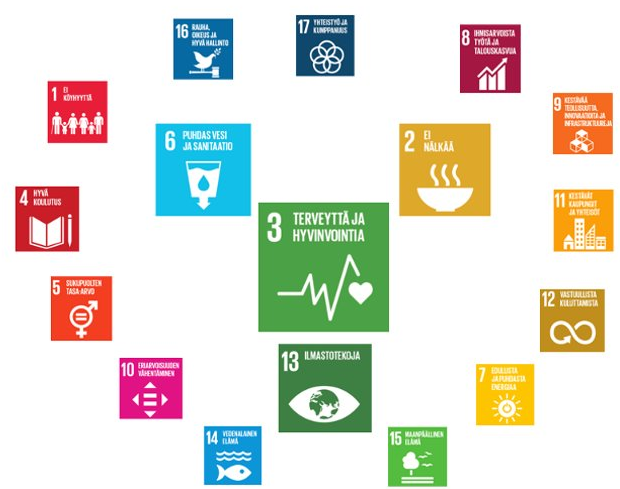 16 RAUHA,
OIKEUS JA
HYVÄ HALLINTO
17 YHTEISTYÖ JA
KUMPPANUUS
8 IHMISARVOISTA
TYÖTÄ JA
TALOUSKASVUA
1 EI
KÖYHYYTTÄ
9 KESTÄVÄÄ
TEOLLISUUTTA,
INNOVAATIOITA JA
INFRASTRUKTUUREJA
6 PUHDAS VESI
JA SANITAATIO
2 EI
NÄLKÄÄ
4 HYVÄ
KOULUTUS
3 TERVEYTTÄ JA
HYVINVOINTIA
11 KESTÄVÄT
KAUPUNGIT
JA YHTEISÖT
5 SUKUPUOLTEN
TASA-ARVO
12 VASTUULLISTA
KULUTTAMISTA
10 ERIARVOISUUDEN
VÄHENTÄMINEN
13 ILMASTOTEKOJA
7 EDULLISTA
JA PUHDASTA
ENERGIAA
14 VEDENALAINEN
ELÄMÄ
15 MAANPÄÄLLINEN
ELÄMÄ